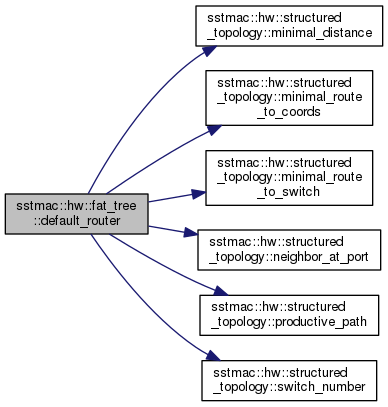 sstmac::hw::structured
_topology::minimal_distance
sstmac::hw::structured
_topology::minimal_route
_to_coords
sstmac::hw::structured
_topology::minimal_route
_to_switch
sstmac::hw::fat_tree
::default_router
sstmac::hw::structured
_topology::neighbor_at_port
sstmac::hw::structured
_topology::productive_path
sstmac::hw::structured
_topology::switch_number